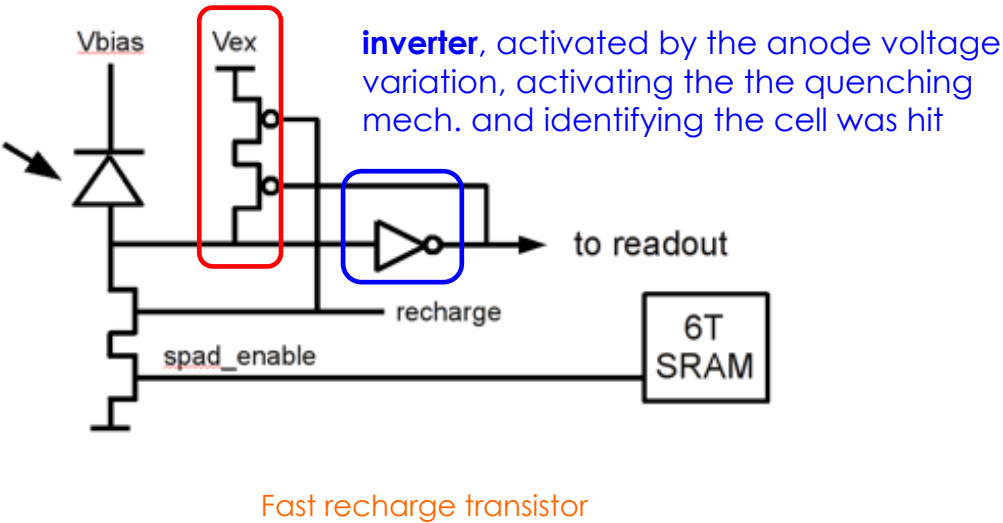 Vbias
Vex
inverter, activated by the anode voltage
variation, activating the the quenching
mech. and identifying the cell was hit
to readout
recharge
6T
SRAM
spad_enable
Fast recharge transistor